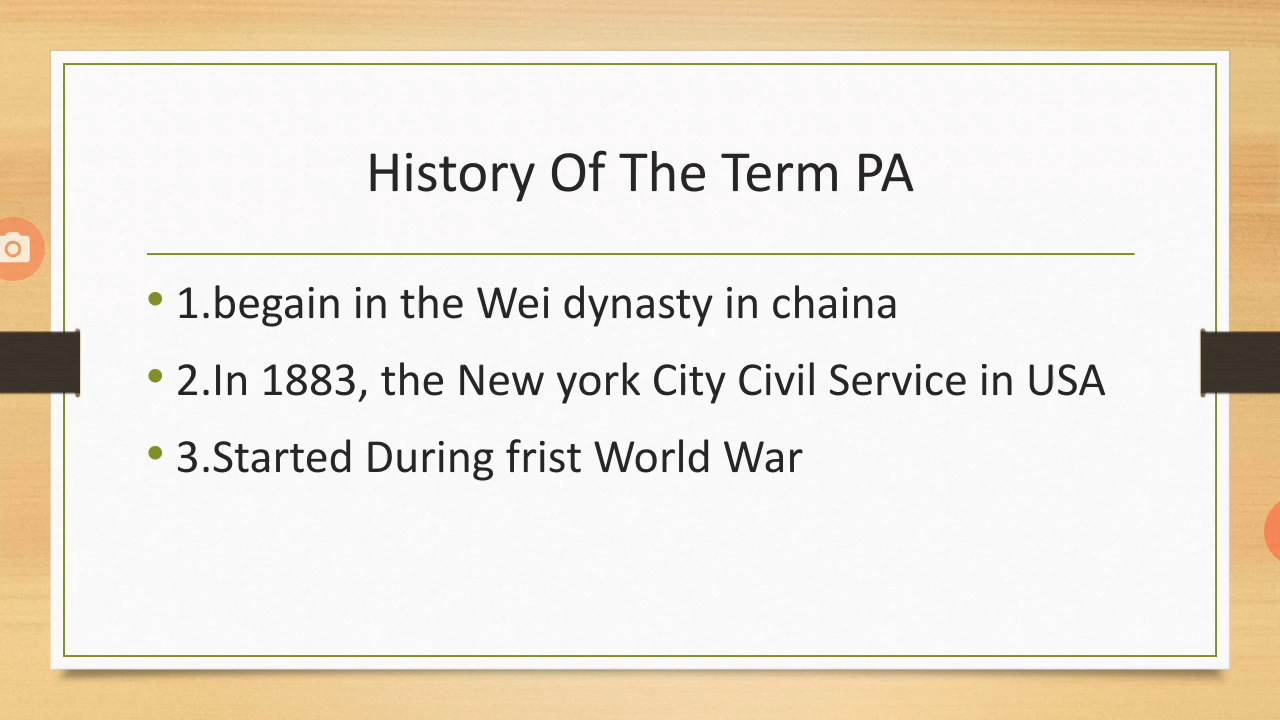 History Of The Term PA
• 1.begain in the Wei dynasty in chaina
• 2.In 1883, the New york City Civil Service in USA
• 3.Started During frist World War